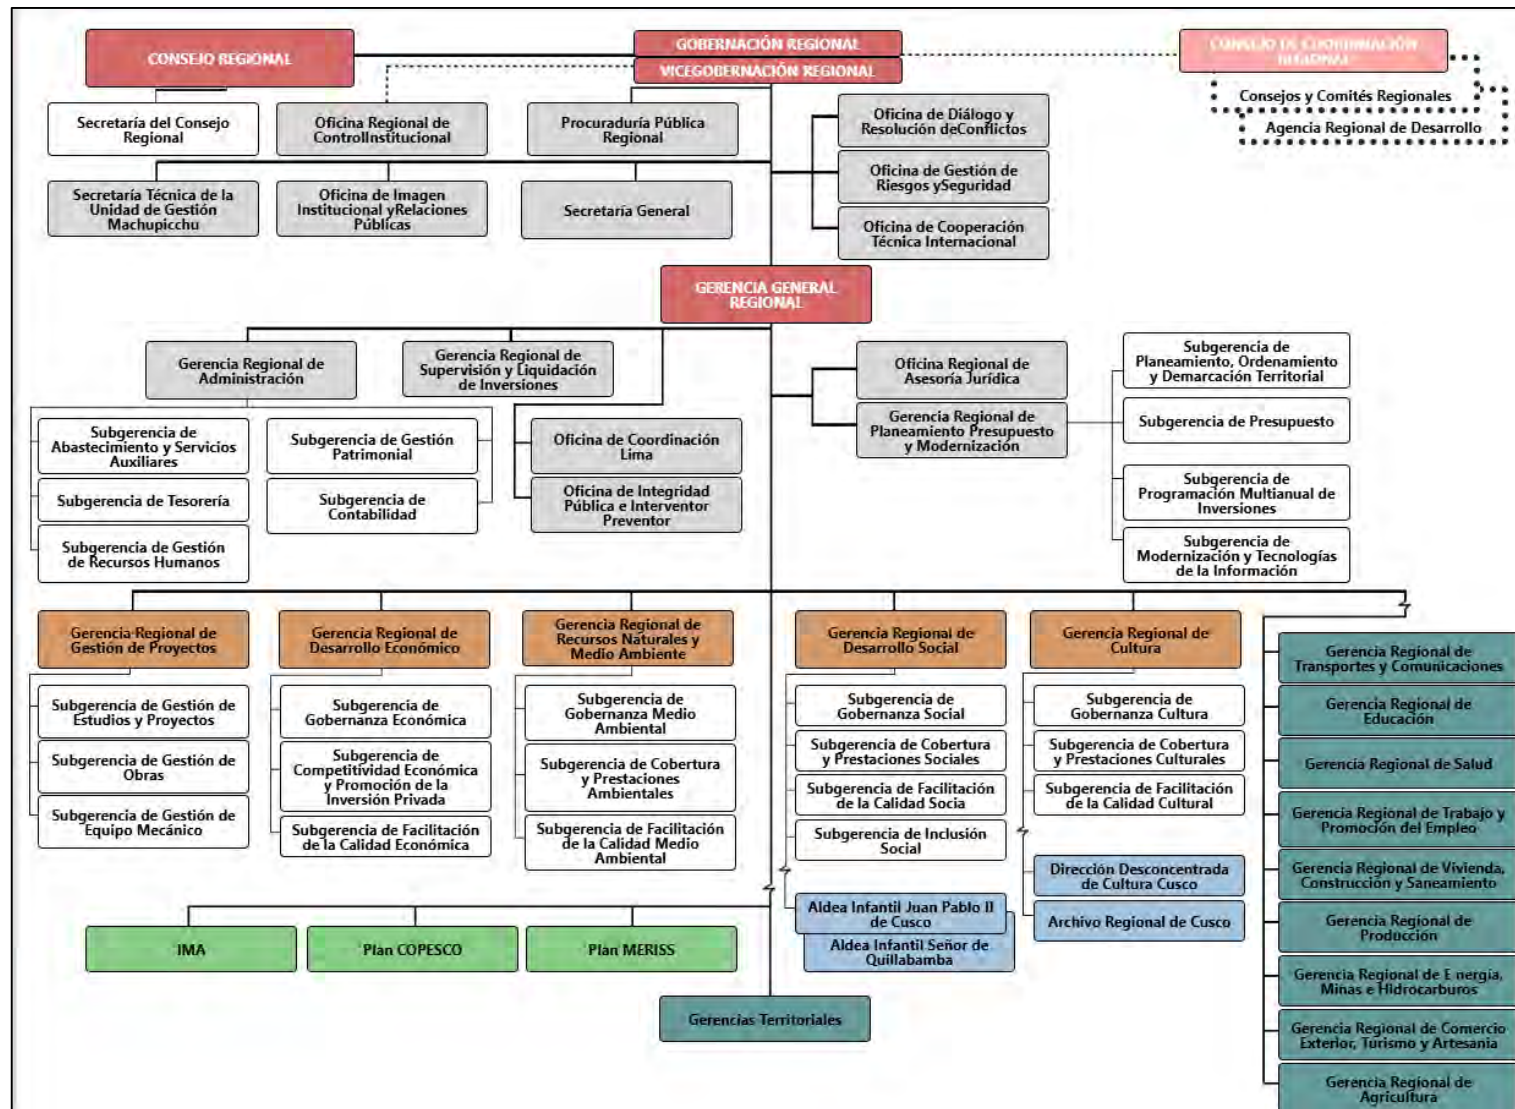 CONSEJO REGIONAL
GOBERNACIÓN REGIONAL
VICEGOBERNACIÓN REGIONAL
CONSEJO DE COORDINACIÓN
REGIONAL
Consejos y Comités Regionales
Agencia Regional de Desarrollo
Secretaría del Consejo
Regional
Oficina Regional de
ControlInstitucional
Procuraduría Pública
Regional
Oficina de Diálogo y
Resolución deConflictos
Secretaría Técnica de la
Unidad de Gestión
Machupicchu
Oficina de Imagen
Institucional yRelaciones
Públicas
Secretaría General
Oficina de Gestión de
Riesgos ySeguridad
Oficina de Cooperación
Técnica Internacional
GERENCIA GENERAL
REGIONAL
Gerencia Regional de
Administración
Gerencia Regional de
Supervisión y Liquidación
de Inversiones
Oficina Regional de
Asesoría Jurídica
Gerencia Regional de
Planeamiento Presupuesto
y Modernización
Subgerencia de
Planeamiento, Ordenamiento
y Demarcación Territorial
Subgerencia de Presupuesto
Subgerencia de
Programación Multianual de
Inversiones
Subgerencia de
Modernización y Tecnologías
de la Información
Subgerencia de
Abastecimiento y Servicios
Auxiliares
Subgerencia de Tesorería
Subgerencia de Gestión
de Recursos Humanos
Subgerencia de Gestión
Patrimonial
Subgerencia de
Contabilidad
Oficina de Coordinación
Lima
Oficina de Integridad
Pública e Interventor
Preventor
Gerencia Regional de
Gestión de Proyectos
Subgerencia de Gestión de
Estudios y Proyectos
Subgerencia de Gestión de
Obras
Subgerencia de Gestión de
Equipo Mecánico
Gerencia Regional de
Desarrollo Económico
Subgerencia de
Gobernanza Económica
Subgerencia de
Competitividad Económica
y Promoción de la
Inversión Privada
Subgerencia de Facilitación
de la Calidad Económica
Gerencia Regional de
Recursos Naturales y
Medio Ambiente
Subgerencia de
Gobernanza Medio
Ambiental
Subgerencia de Cobertura
y Prestaciones
Ambientales
Subgerencia de Facilitación
de la Calidad Medio
Ambiental
Gerencia Regional de
Desarrollo Social
Subgerencia de
Gobernanza Social
Subgerencia de Cobertura
y Prestaciones Sociales
Subgerencia de Facilitación
de la Calidad Socia
Subgerencia de Inclusión
Social
Aldea Infantil Juan Pablo II
de Cusco
Aldea Infantil Señor de
Quillabamba
Gerencia Regional de
Cultura
Subgerencia de
Gobernanza Cultura
Subgerencia de Cobertura
y Prestaciones Culturales
Subgerencia de Facilitación
de la Calidad Cultural
Dirección Desconcentrada
de Cultura Cusco
Archivo Regional de Cusco
Gerencia Regional de
Transportes y Comunicaciones
Gerencia Regional de
Educación
Gerencia Regional de Salud
Gerencia Regional de Trabajo y
Promoción del Empleo
Gerencia Regional de Vivienda,
Construcción y Saneamiento
Gerencia Regional de
Producción
Gerencia Regional de E nergía,
Minas e Hidrocarburos
Gerencia Regional de Comercio
Exterior, Turismo y Artesania
Gerencia Regional de
Agricultura
IMA
Plan COPESCO
Plan MERISS
Gerencias Territoriales